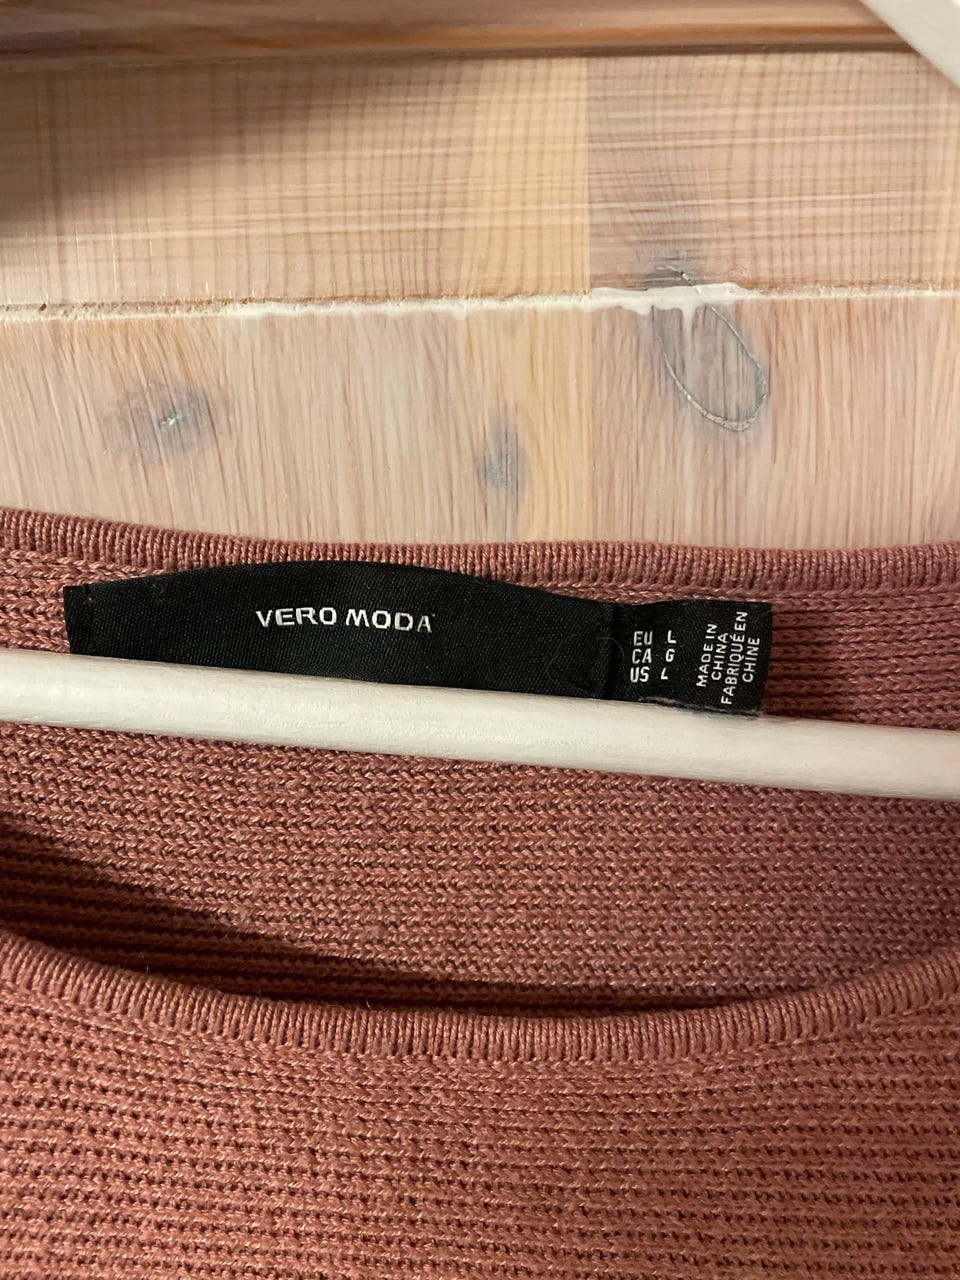 VERO MODA
EU L
CA G
US L
MADE IN
CHINA
FABRIQUÉ EN
CHINE